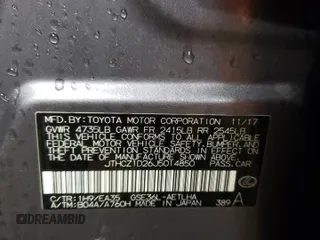 MFD.BY:TOYOTA MOTOR CORPORATION 11/17
GVWR 4735LB GAWR FR 2415LB RR 2545LB
THIS VEHICLE CONFORMS TO ALL APPLICABLE
FEDERAL MOTOR VEHICLE SAFETY, BUMPER, AND
THEFT PREVENTION STANDARDS IN EFFECT ON
THE DATE OF MANUFACTURE SHOWN ABOVE.
JTHCZ1D26J5014850 PASS.CAR
C/TR: 1H9/EA35 GSE36L-AETLHA
A/TM: B04A/A760H MADE IN JAPAN 389 A